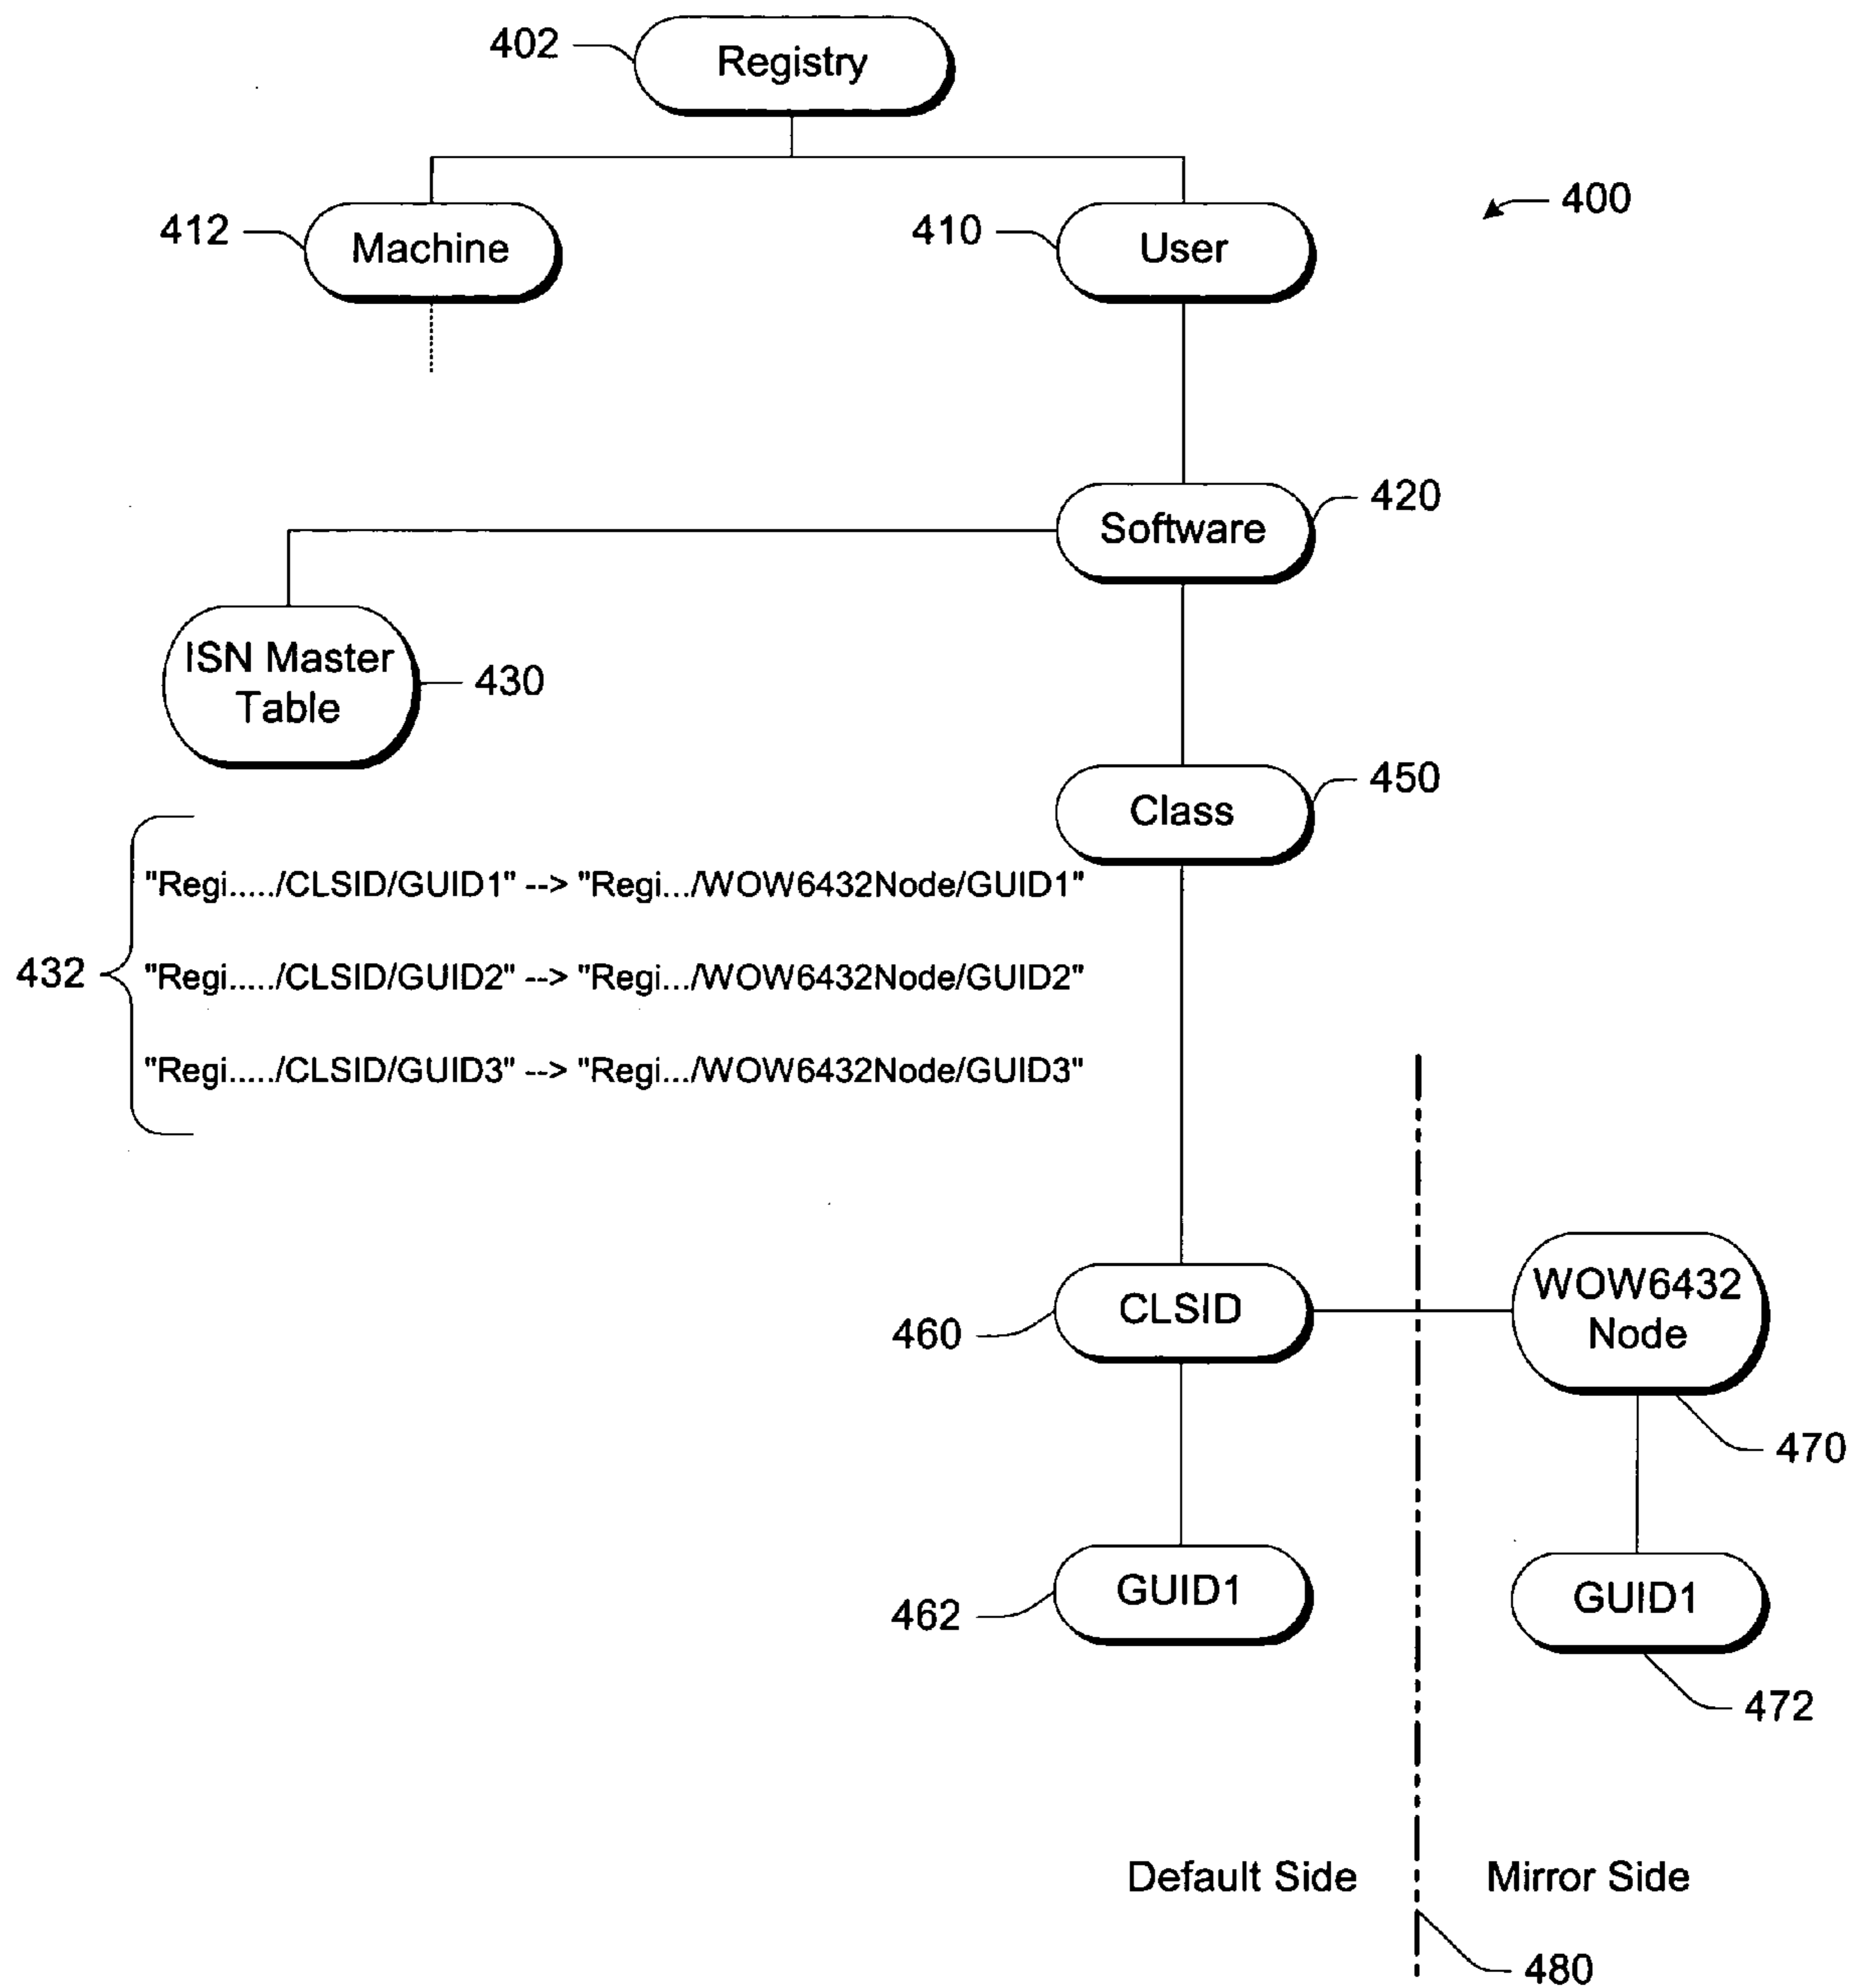 402
Registry
400
412
Machine
410
User
420
Software
ISN Master
Table
430
450
Class
432
"Regi...../CLSID/GUID1" --> "Regi.../WOW6432Node/GUID1"
"Regi...../CLSID/GUID2" --> "Regi.../WOW6432Node/GUID2"
"Regi...../CLSID/GUID3" --> "Regi.../WOW6432Node/GUID3"
460
CLSID
WOW6432
Node
470
462
GUID1
GUID1
472
Default Side
Mirror Side
480